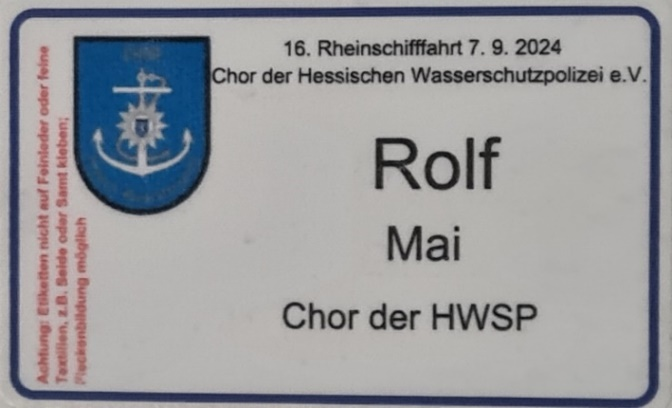 16. Rheinschifffahrt 7. 9. 2024
Chor der Hessischen Wasserschutzpolizei e.V.
Rolf
Mai
Chor der HWSP
Achtung: Etiketten nicht auf Feinleder oder feine
Textilien, z.B. Seide oder Samt kleben;
Fleckenbildung möglich